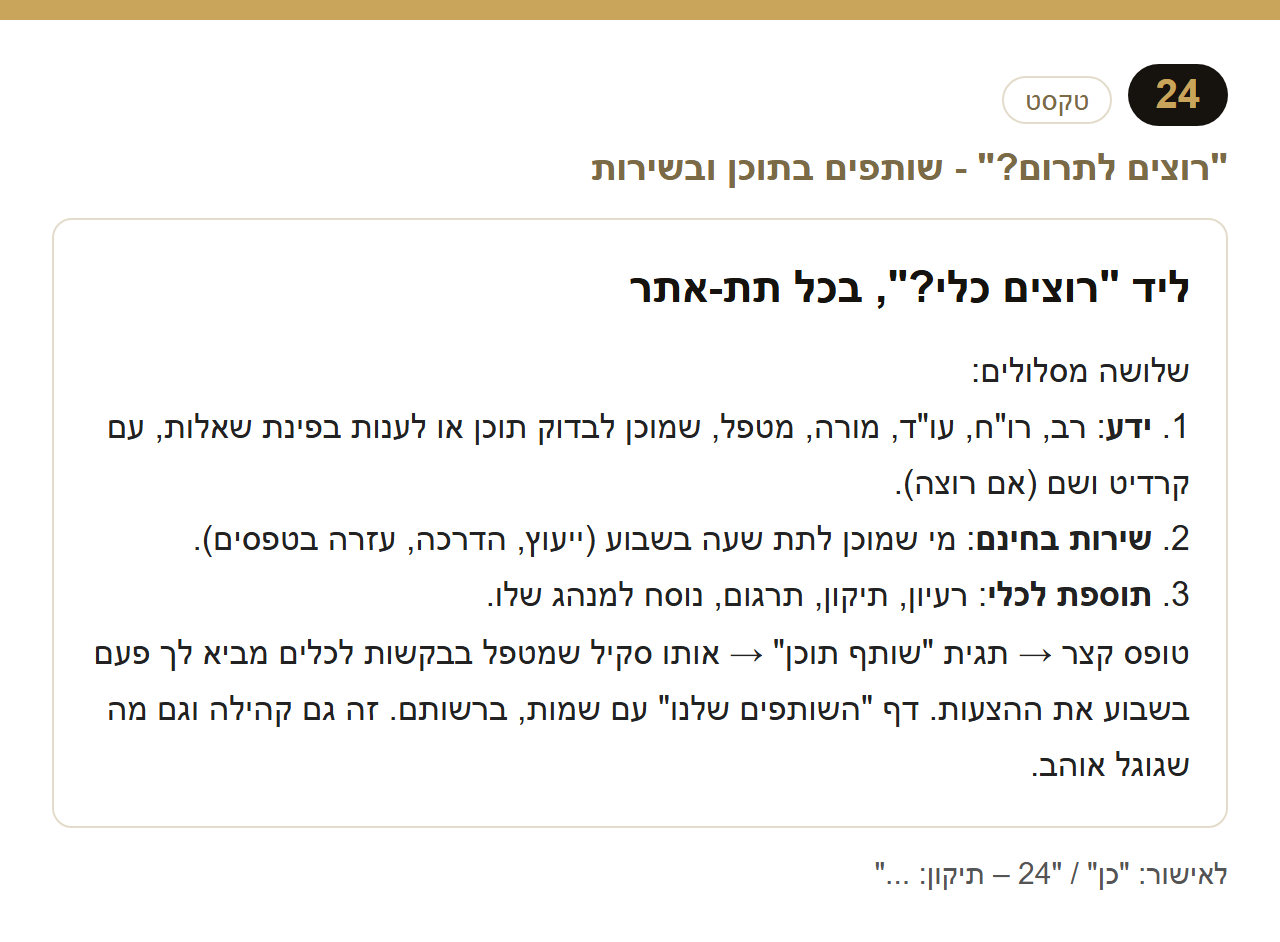 24
טקסט
"רוצים לתרום?" - שותפים בתוכן ובשירות
ליד "רוצים כלי?", בכל תת-אתר
שלושה מסלולים:
1. ידע: רב, רו"ח, עו"ד, מורה, מטפל, שמוכן לבדוק תוכן או לענות בפינת שאלות, עם
קרדיט ושם (אם רוצה).
2. שירות בחינם: מי שמוכן לתת שעה בשבוע (ייעוץ, הדרכה, עזרה בטפסים).
3. תוספת לכלי: רעיון, תיקון, תרגום, נוסח למנהג שלו.
טופס קצר → תגית "שותף תוכן" → אותו סקיל שמטפל בבקשות לכלים מביא לך פעם
בשבוע את ההצעות. דף "השותפים שלנו" עם שמות, ברשותם. זה גם קהילה וגם מה
שגוגל אוהב.
לאישור: "כן" / "24 – תיקון: ..."